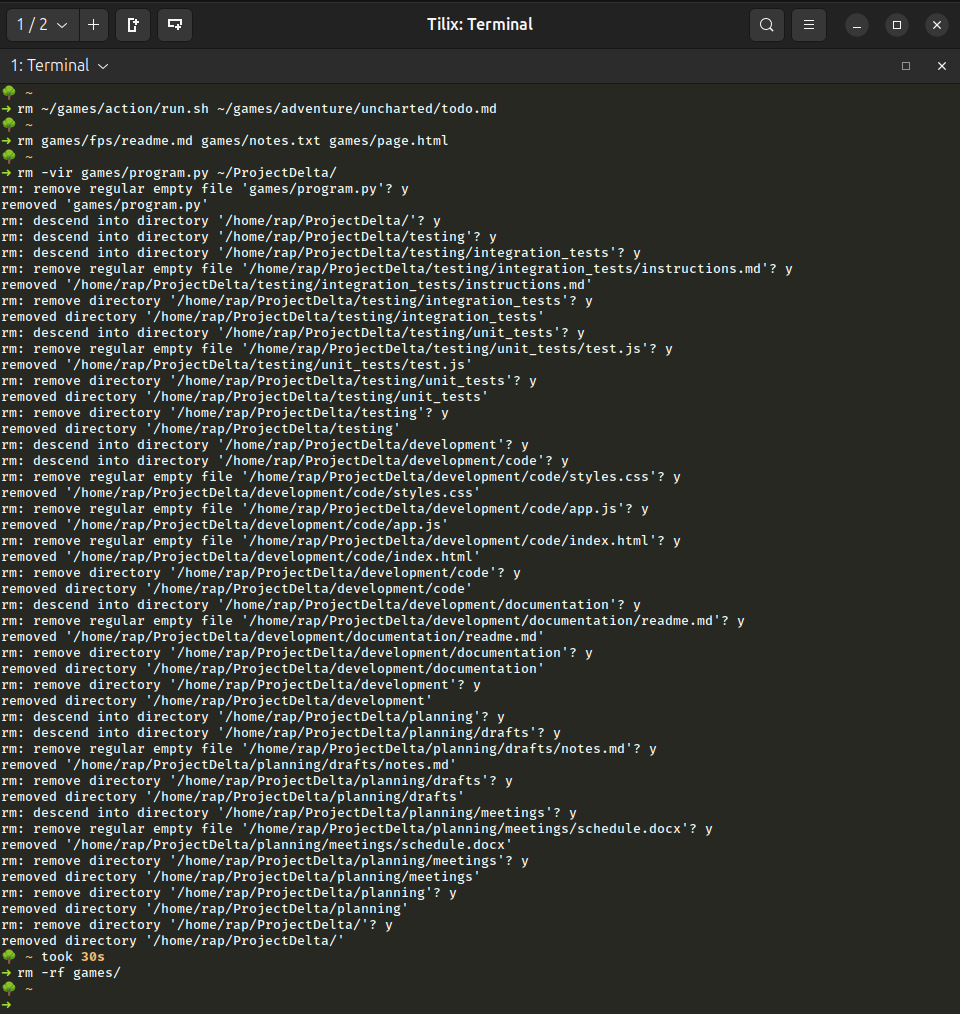 1 / 2
Tilix: Terminal
1: Terminal
~
→ rm ~/games/action/run.sh ~/games/adventure/uncharted/todo.md
~
→ rm games/fps/readme.md games/notes.txt games/page.html
~
→ rm -vir games/program.py ~/ProjectDelta/
rm: remove regular empty file 'games/program.py'? y
removed 'games/program.py'
rm: descend into directory '/home/rap/ProjectDelta/'? y
rm: descend into directory '/home/rap/ProjectDelta/testing'? y
rm: descend into directory '/home/rap/ProjectDelta/testing/integration_tests'? y
rm: remove regular empty file '/home/rap/ProjectDelta/testing/integration_tests/instructions.md'? y
removed '/home/rap/ProjectDelta/testing/integration_tests/instructions.md'
rm: remove directory '/home/rap/ProjectDelta/testing/integration_tests'? y
removed directory '/home/rap/ProjectDelta/testing/integration_tests'
rm: descend into directory '/home/rap/ProjectDelta/testing/unit_tests'? y
rm: remove regular empty file '/home/rap/ProjectDelta/testing/unit_tests/test.js'? y
removed '/home/rap/ProjectDelta/testing/unit_tests/test.js'
rm: remove directory '/home/rap/ProjectDelta/testing/unit_tests'? y
removed directory '/home/rap/ProjectDelta/testing/unit_tests'
rm: remove directory '/home/rap/ProjectDelta/testing'? y
removed directory '/home/rap/ProjectDelta/testing'
rm: descend into directory '/home/rap/ProjectDelta/development'? y
rm: descend into directory '/home/rap/ProjectDelta/development/code'? y
rm: remove regular empty file '/home/rap/ProjectDelta/development/code/styles.css'? y
removed '/home/rap/ProjectDelta/development/code/styles.css'
rm: remove regular empty file '/home/rap/ProjectDelta/development/code/app.js'? y
removed '/home/rap/ProjectDelta/development/code/app.js'
rm: remove regular empty file '/home/rap/ProjectDelta/development/code/index.html'? y
removed '/home/rap/ProjectDelta/development/code/index.html'
rm: remove directory '/home/rap/ProjectDelta/development/code'? y
removed directory '/home/rap/ProjectDelta/development/code'
rm: descend into directory '/home/rap/ProjectDelta/development/documentation'? y
rm: remove regular empty file '/home/rap/ProjectDelta/development/documentation/readme.md'? y
removed '/home/rap/ProjectDelta/development/documentation/readme.md'
rm: remove directory '/home/rap/ProjectDelta/development/documentation'? y
removed directory '/home/rap/ProjectDelta/development/documentation'
rm: remove directory '/home/rap/ProjectDelta/development'? y
removed directory '/home/rap/ProjectDelta/development'
rm: descend into directory '/home/rap/ProjectDelta/planning'? y
rm: descend into directory '/home/rap/ProjectDelta/planning/drafts'? y
rm: remove regular empty file '/home/rap/ProjectDelta/planning/drafts/notes.md'? y
removed '/home/rap/ProjectDelta/planning/drafts/notes.md'
rm: remove directory '/home/rap/ProjectDelta/planning/drafts'? y
removed directory '/home/rap/ProjectDelta/planning/drafts'
rm: descend into directory '/home/rap/ProjectDelta/planning/meetings'? y
rm: remove regular empty file '/home/rap/ProjectDelta/planning/meetings/schedule.docx'? y
removed '/home/rap/ProjectDelta/planning/meetings/schedule.docx'
rm: remove directory '/home/rap/ProjectDelta/planning/meetings'? y
removed directory '/home/rap/ProjectDelta/planning/meetings'
rm: remove directory '/home/rap/ProjectDelta/planning'? y
removed directory '/home/rap/ProjectDelta/planning'
rm: remove directory '/home/rap/ProjectDelta/'? y
removed directory '/home/rap/ProjectDelta/'
~ took 30s
→ rm -rf games/
~
→